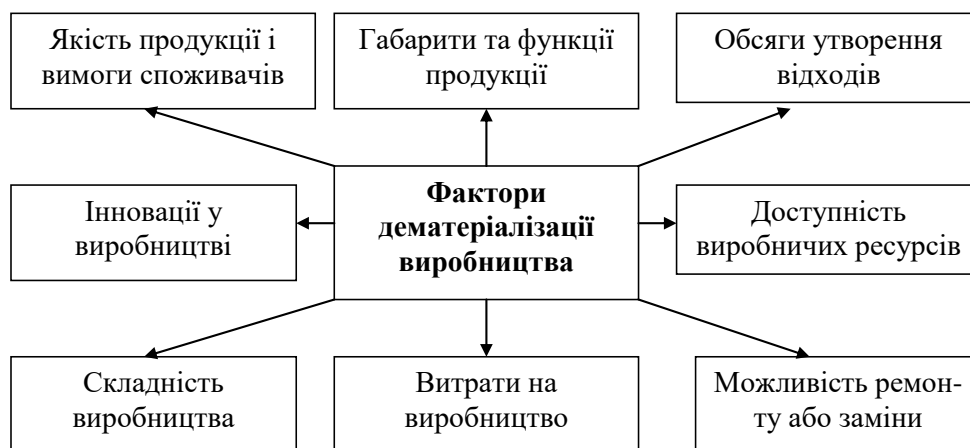 Якість продукції і
вимоги споживачів
Габарити та функції
продукції
Обсяги утворення
відходів
Інновації у
виробництві
Фактори
дематеріалізації
виробництва
Доступність
виробничих ресурсів
Складність
виробництва
Витрати на
виробництво
Можливість ремон-
ту або заміни